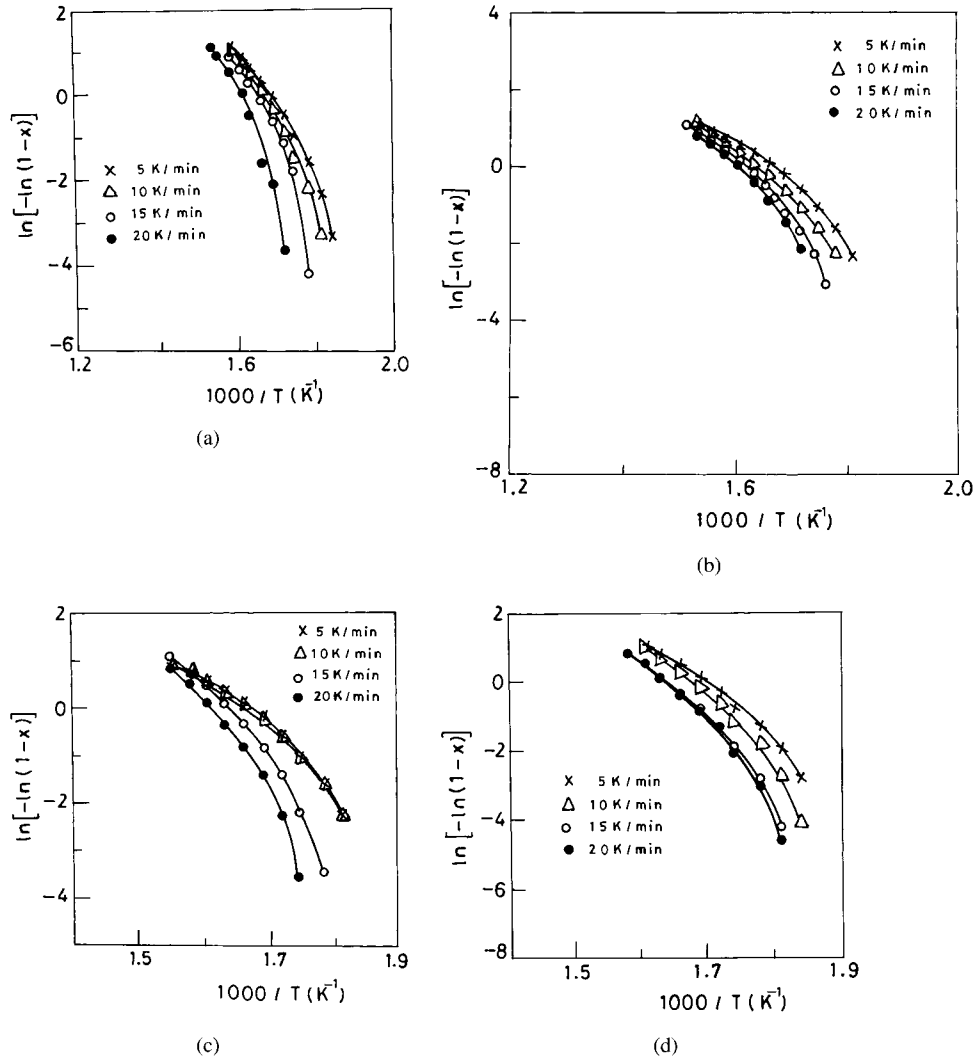 2
0
-2
-4
-6
1.2
1.6
2.0
ln[-ln(1-x)]
× 5 K/min
△ 10 K/min
○ 15 K/min
● 20 K/min
1000 / T (K̄¹)
(a)
4
0
-4
-8
1.2
1.6
2.0
ln[-ln(1-x)]
× 5 K/min
△ 10 K/min
○ 15 K/min
● 20 K/min
1000 / T (K̄¹)
(b)
2
0
-2
-4
1.5
1.7
1.9
ln[-ln(1-x)]
× 5 K/min
△ 10 K/min
○ 15 K/min
● 20 K/min
1000 / T (K̄¹)
(c)
2
0
-2
-4
-6
-8
1.5
1.7
1.9
ln[-ln(1-x)]
× 5 K/min
△ 10 K/min
○ 15 K/min
● 20 K/min
1000 / T (K̄¹)
(d)